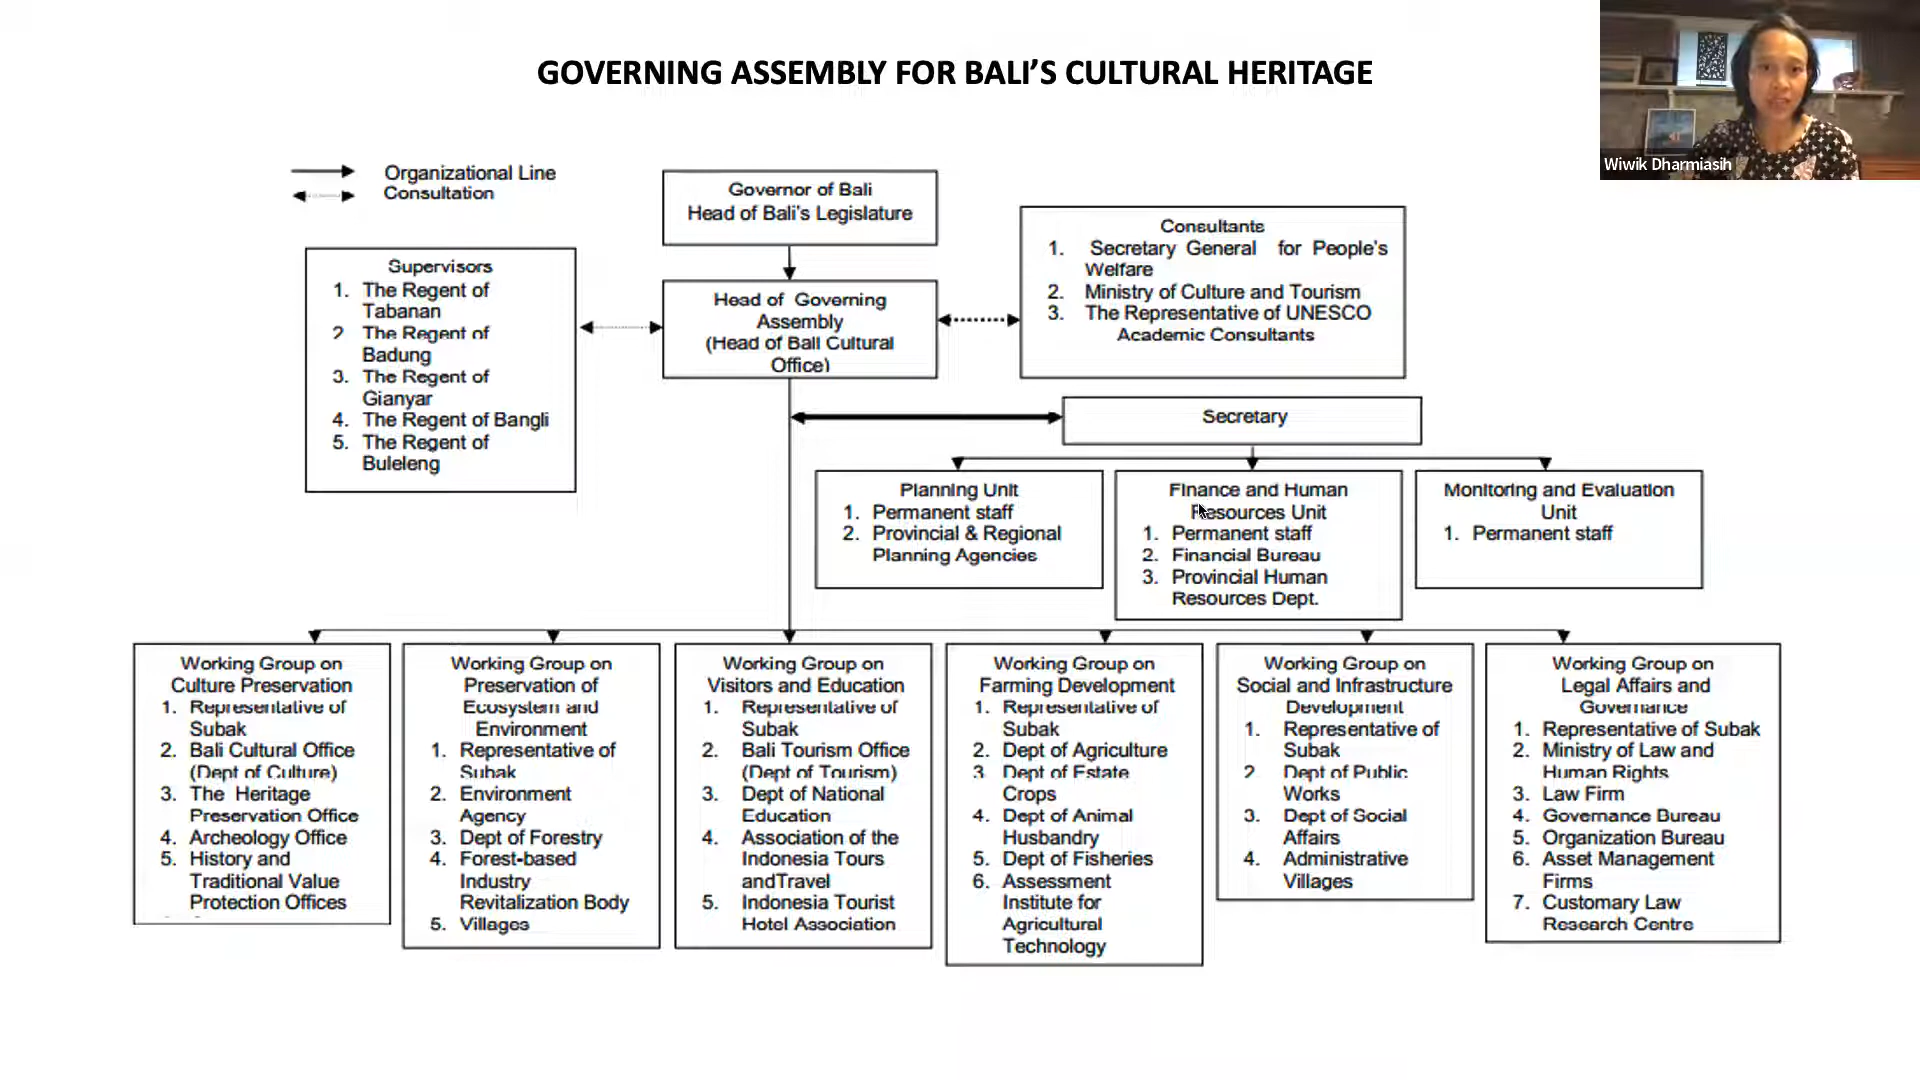 GOVERNING ASSEMBLY FOR BALI'S CULTURAL HERITAGE
Wiwik Dharmiasih
Organizational Line
Consultation
Governor of Bali
Head of Bali's Legislature
Consultants
1. Secretary General for People's
Welfare
2. Ministry of Culture and Tourism
3. The Representative of UNESCO
Academic Consultants
Supervisors
1. The Regent of
Tabanan
2 The Regent of
Badung
3. The Regent of
Gianyar
4. The Regent of Bangli
5. The Regent of
Buleleng
Head of Governing
Assembly
(Head of Bali Cultural
Office)
Secretary
Planning Unit
1. Permanent staff
2. Provincial & Regional
Planning Agencies
Finance and Human
Resources Unit
1. Permanent staff
2. Financial Bureau
3. Provincial Human
Resources Dept.
Monitoring and Evaluation
Unit
1. Permanent staff
Working Group on
Culture Preservation
1. Representative of
Subak
2. Bali Cultural Office
(Dept of Culture)
3. The Heritage
Preservation Office
4. Archeology Office
5. History and
Traditional Value
Protection Offices
Working Group on
Preservation of
Ecosystem and
Environment
1. Representative of
Subak
2. Environment
Agency
3. Dept of Forestry
4. Forest-based
Industry
Revitalization Body
5. Villages
Working Group on
Visitors and Education
1. Representative of
Subak
2. Bali Tourism Office
(Dept of Tourism)
3. Dept of National
Education
4. Association of the
Indonesia Tours
andTravel
5. Indonesia Tourist
Hotel Association
Working Group on
Farming Development
1. Representative of
Subak
2. Dept of Agriculture
3 Dept of Estate
Crops
4. Dept of Animal
Husbandry
5. Dept of Fisheries
6. Assessment
Institute for
Agricultural
Technology
Working Group on
Social and Infrastructure
Development
1. Representative of
Subak
2 Dept of Public
Works
3. Dept of Social
Affairs
4. Administrative
Villages
Working Group on
Legal Affairs and
Governance
1. Representative of Subak
2. Ministry of Law and
Human Rights
3. Law Firm
4. Governance Bureau
5. Organization Bureau
6. Asset Management
Firms
7. Customary Law
Research Centre